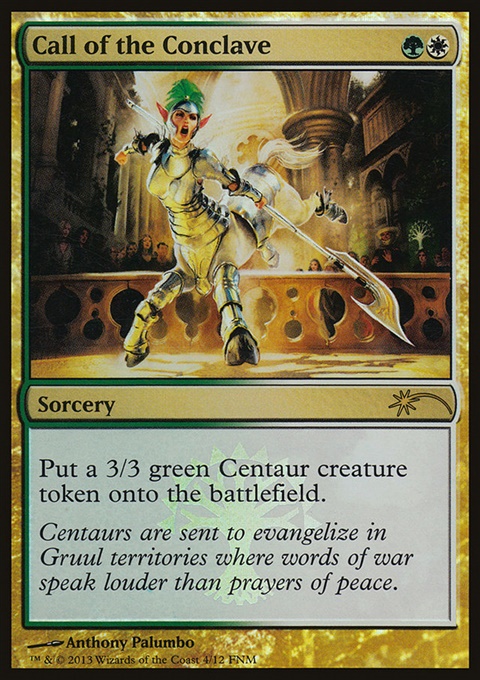 Call of the Conclave
Sorcery
Put a 3/3 green Centaur creature
token onto the battlefield.
Centaurs are sent to evangelize in
Gruul territories where words of war
speak louder than prayers of peace.
Anthony Palumbo
™ & © 2013 Wizards of the Coast 4/12 FNM